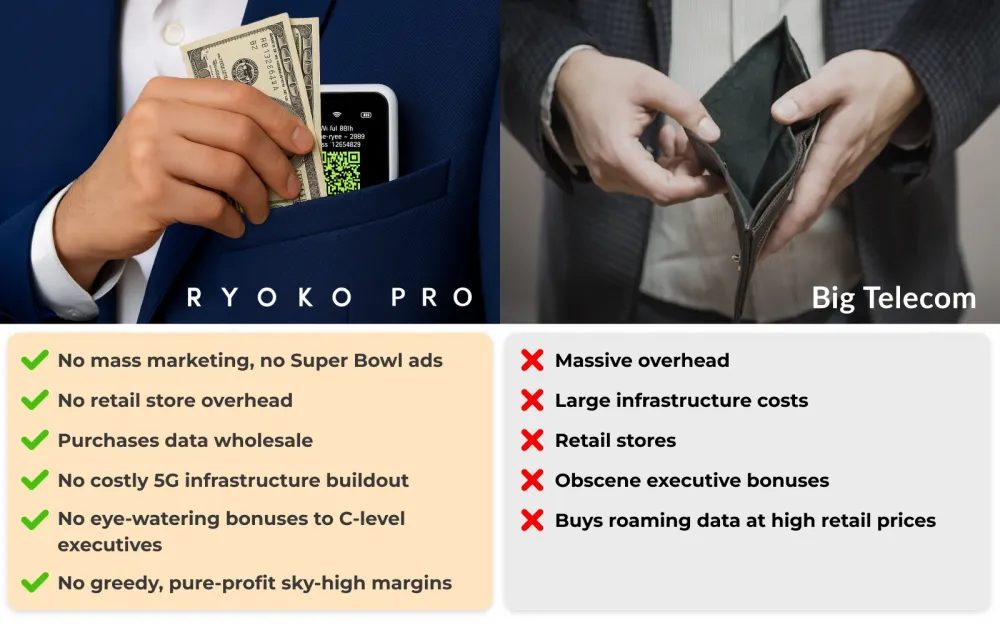 B2
RYOKO PRO
Big Telecom
No mass marketing, no Super Bowl ads
No retail store overhead
Purchases data wholesale
No costly 5G infrastructure buildout
No eye-watering bonuses to C-level
executives
No greedy, pure-profit sky-high margins
Massive overhead
Large infrastructure costs
Retail stores
Obscene executive bonuses
Buys roaming data at high retail prices